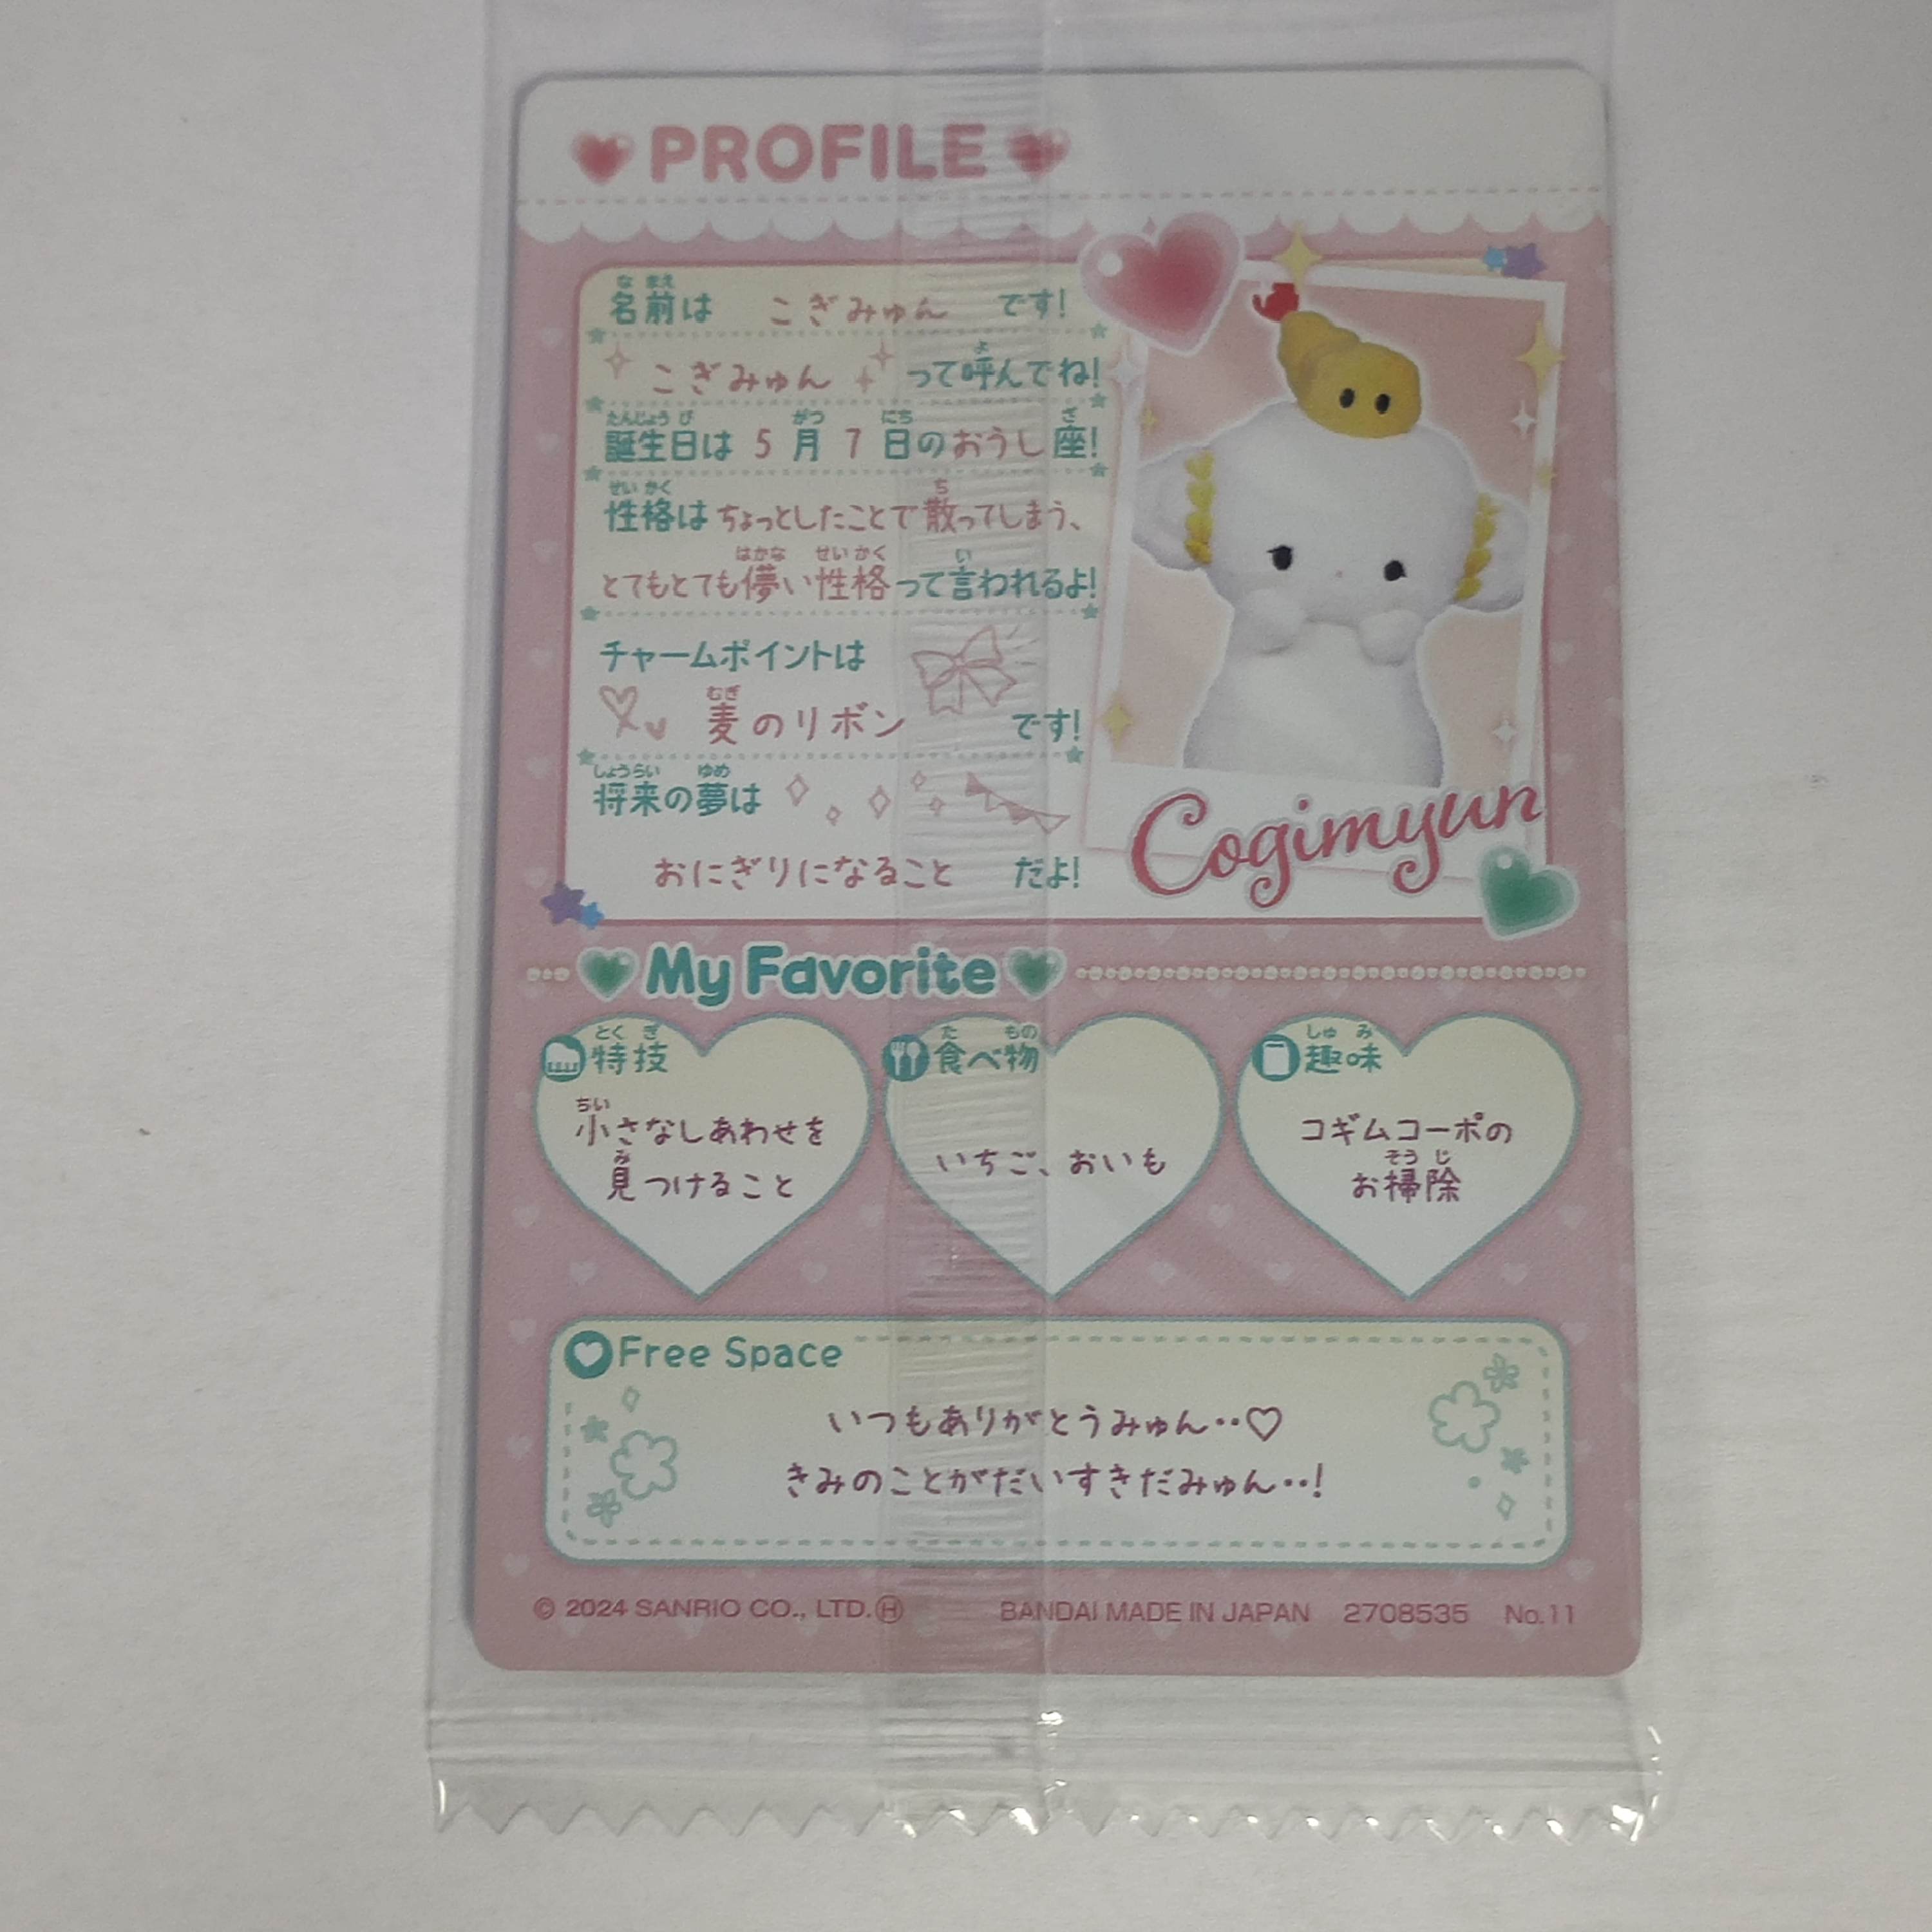 PROFILE
名前は こぎみゅん です!
こぎみゅん って呼んでね!
誕生日は 5月7日のおうし座!
性格は ちょっとしたことで散ってしまう、
とてもとても儚い性格って言われるよ!
チャームポイントは
麦のリボン です!
将来の夢は
おにぎりになること だよ!
Cogimyun
My Favorite
特技
小さなしあわせを
見つけること
食べ物
いちご、おいも
趣味
コギムコーポの
お掃除
Free Space
いつもありがとうみゅん‥♡
きみのことがだいすきだみゅん‥!
© 2024 SANRIO CO., LTD. Ⓗ BANDAI MADE IN JAPAN 2708535 No.11